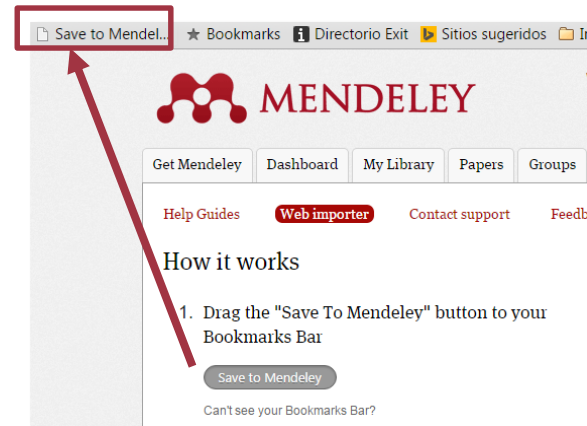 Save to Mendel... Bookmarks Directorio Exit Sitios sugeridos
MENDELEY
Get Mendeley Dashboard My Library Papers Groups
Help Guides Web importer Contact support
How it works
1. Drag the "Save To Mendeley" button to your
Bookmarks Bar
Save to Mendeley
Can't see your Bookmarks Bar?